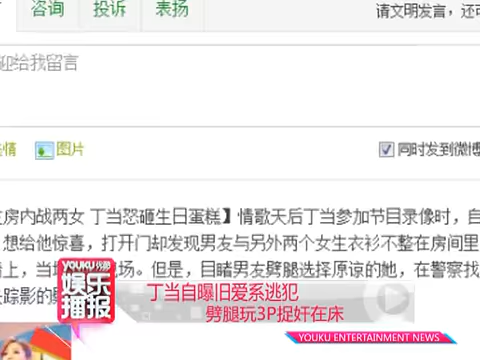 咨询 投诉 表扬
请文明发言，还可
迎给我留言
情 图片 同时发到微博
房内战两女 丁当恐砸生日蛋糕】情歌天后丁当参加节目录像时，自
想给他惊喜，打开门却发现男友与另外两个女生衣衫不整在房间里
上，当场 现场。但是，目睹男友劈腿选择原谅的她，在警察找
踪影的
YOUKU优酷
娱乐
播报
丁当自曝旧爱系逃犯
劈腿玩3P捉奸在床
YOUKU ENTERTAINMENT NEWS